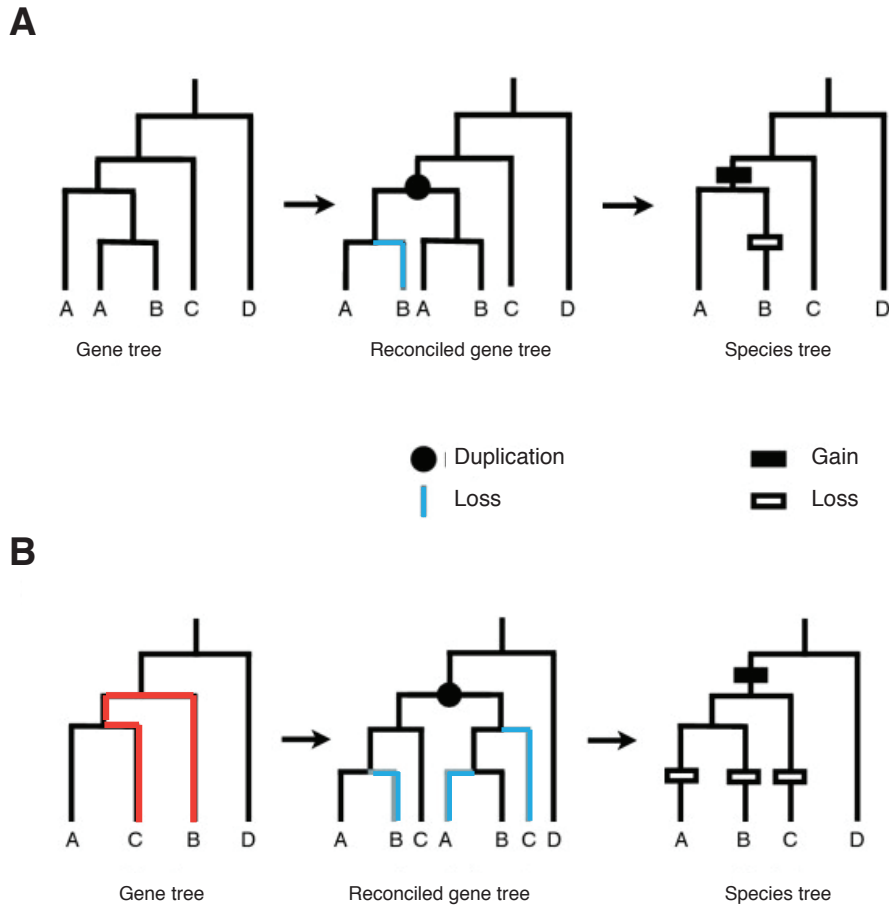 A
A A B C D
A B A B C D
A B C D
Gene tree
Reconciled gene tree
Species tree
Duplication
Gain
Loss
Loss
B
A C B D
A B C A B C D
A B C D
Gene tree
Reconciled gene tree
Species tree